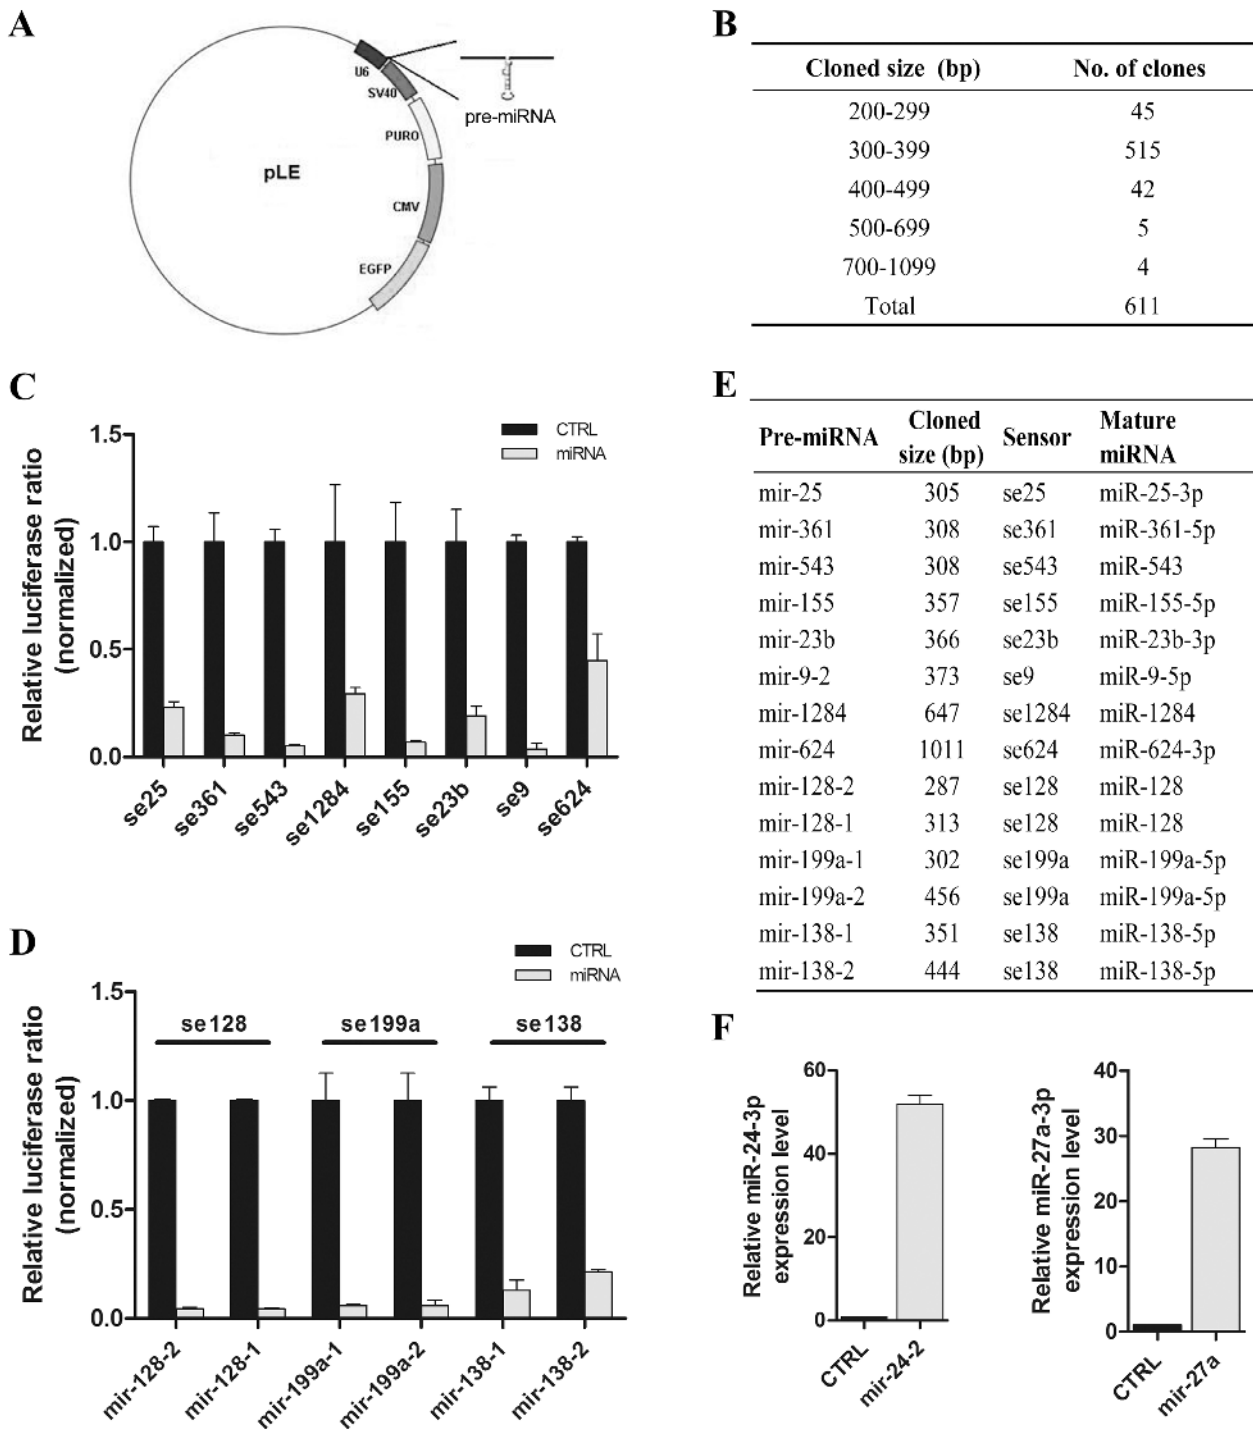 A
U6
SV40
PURO
CMV
EGFP
pLE
pre-miRNA
B
Cloned size (bp) No. of clones
200-299 45
300-399 515
400-499 42
500-699 5
700-1099 4
Total 611
C
CTRL
miRNA
Relative luciferase ratio
(normalized)
1.5
1.0
0.5
0.0
se25 se361 se543 se1284 se155 se23b se9 se624
D
CTRL
miRNA
Relative luciferase ratio
(normalized)
1.5
1.0
0.5
0.0
se128 se199a se138
mir-128-2 mir-128-1 mir-199a-1 mir-199a-2 mir-138-1 mir-138-2
E
Pre-miRNA Cloned size (bp) Sensor Mature miRNA
mir-25 305 se25 miR-25-3p
mir-361 308 se361 miR-361-5p
mir-543 308 se543 miR-543
mir-155 357 se155 miR-155-5p
mir-23b 366 se23b miR-23b-3p
mir-9-2 373 se9 miR-9-5p
mir-1284 647 se1284 miR-1284
mir-624 1011 se624 miR-624-3p
mir-128-2 287 se128 miR-128
mir-128-1 313 se128 miR-128
mir-199a-1 302 se199a miR-199a-5p
mir-199a-2 456 se199a miR-199a-5p
mir-138-1 351 se138 miR-138-5p
mir-138-2 444 se138 miR-138-5p
F
Relative miR-24-3p
expression level
60
40
20
0
CTRL mir-24-2
Relative miR-27a-3p
expression level
40
30
20
10
0
CTRL mir-27a